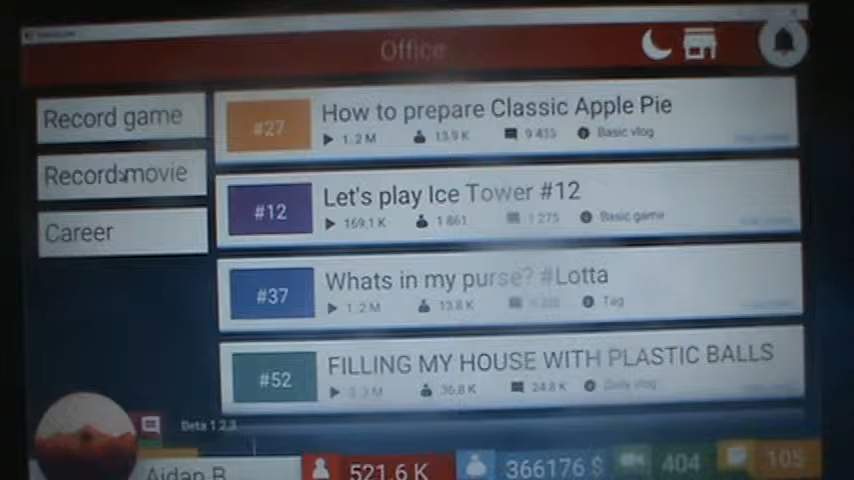 Office
Record game
Record movie
Career
#27
How to prepare Classic Apple Pie
1.2 M 13.9 K 9 455 Basic vlog
#12
Let's play Ice Tower #12
169.1 K 1 861 1 275 Basic game
#37
Whats in my purse? #Lotta
1.2 M 13.8 K Tag
#52
FILLING MY HOUSE WITH PLASTIC BALLS
3.3 M 36.8 K 24.8 K Daily vlog
Beta 1.2.3
Aidan B
521.6 K 366176 $ 404 105